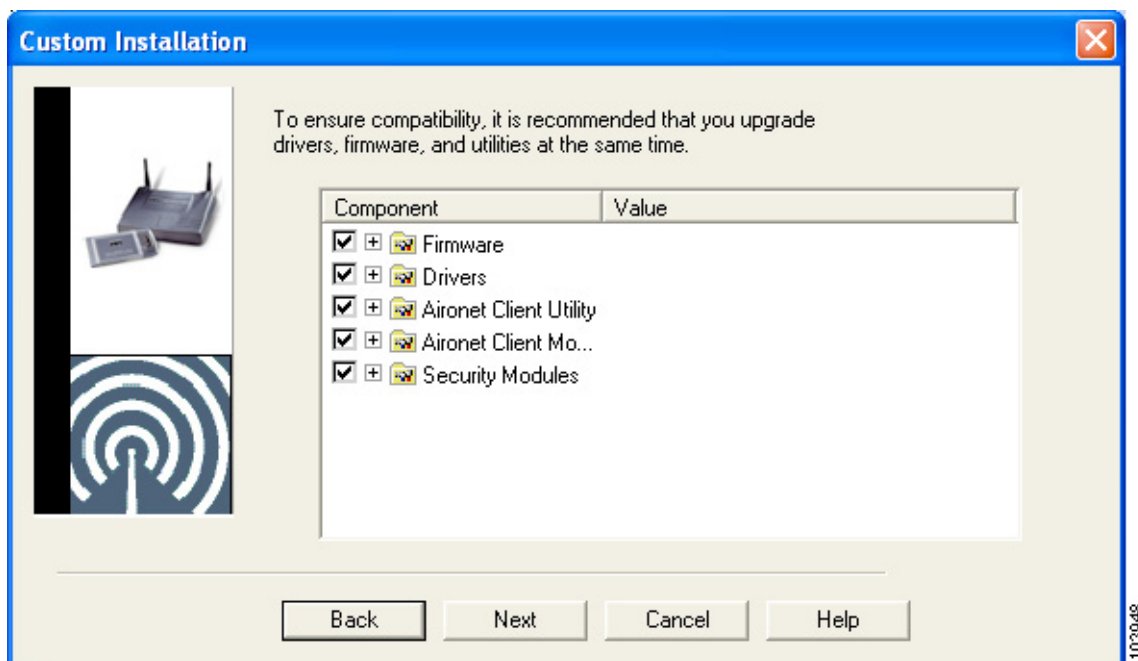 Custom Installation
To ensure compatibility, it is recommended that you upgrade
drivers, firmware, and utilities at the same time.
Component Value
Firmware
Drivers
Aironet Client Utility
Aironet Client Mo...
Security Modules
Back Next Cancel Help
103948